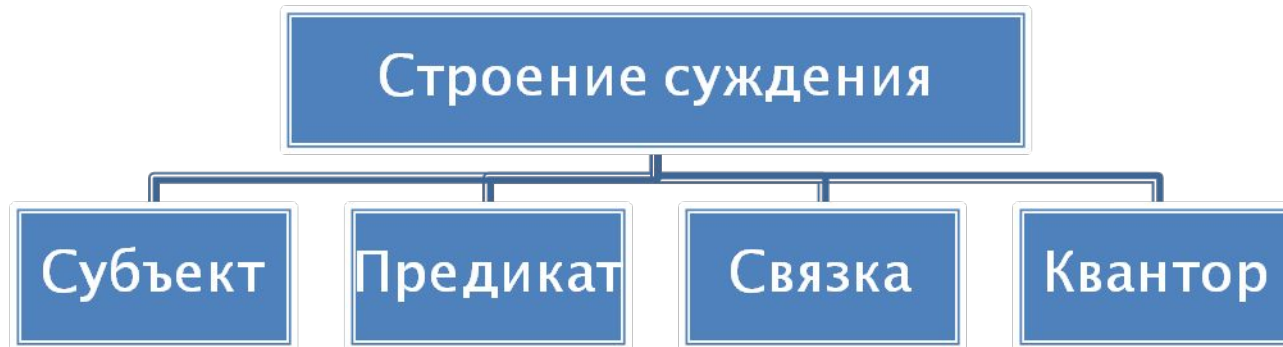 Строение суждения
Субъект
Предикат
Связка
Квантор